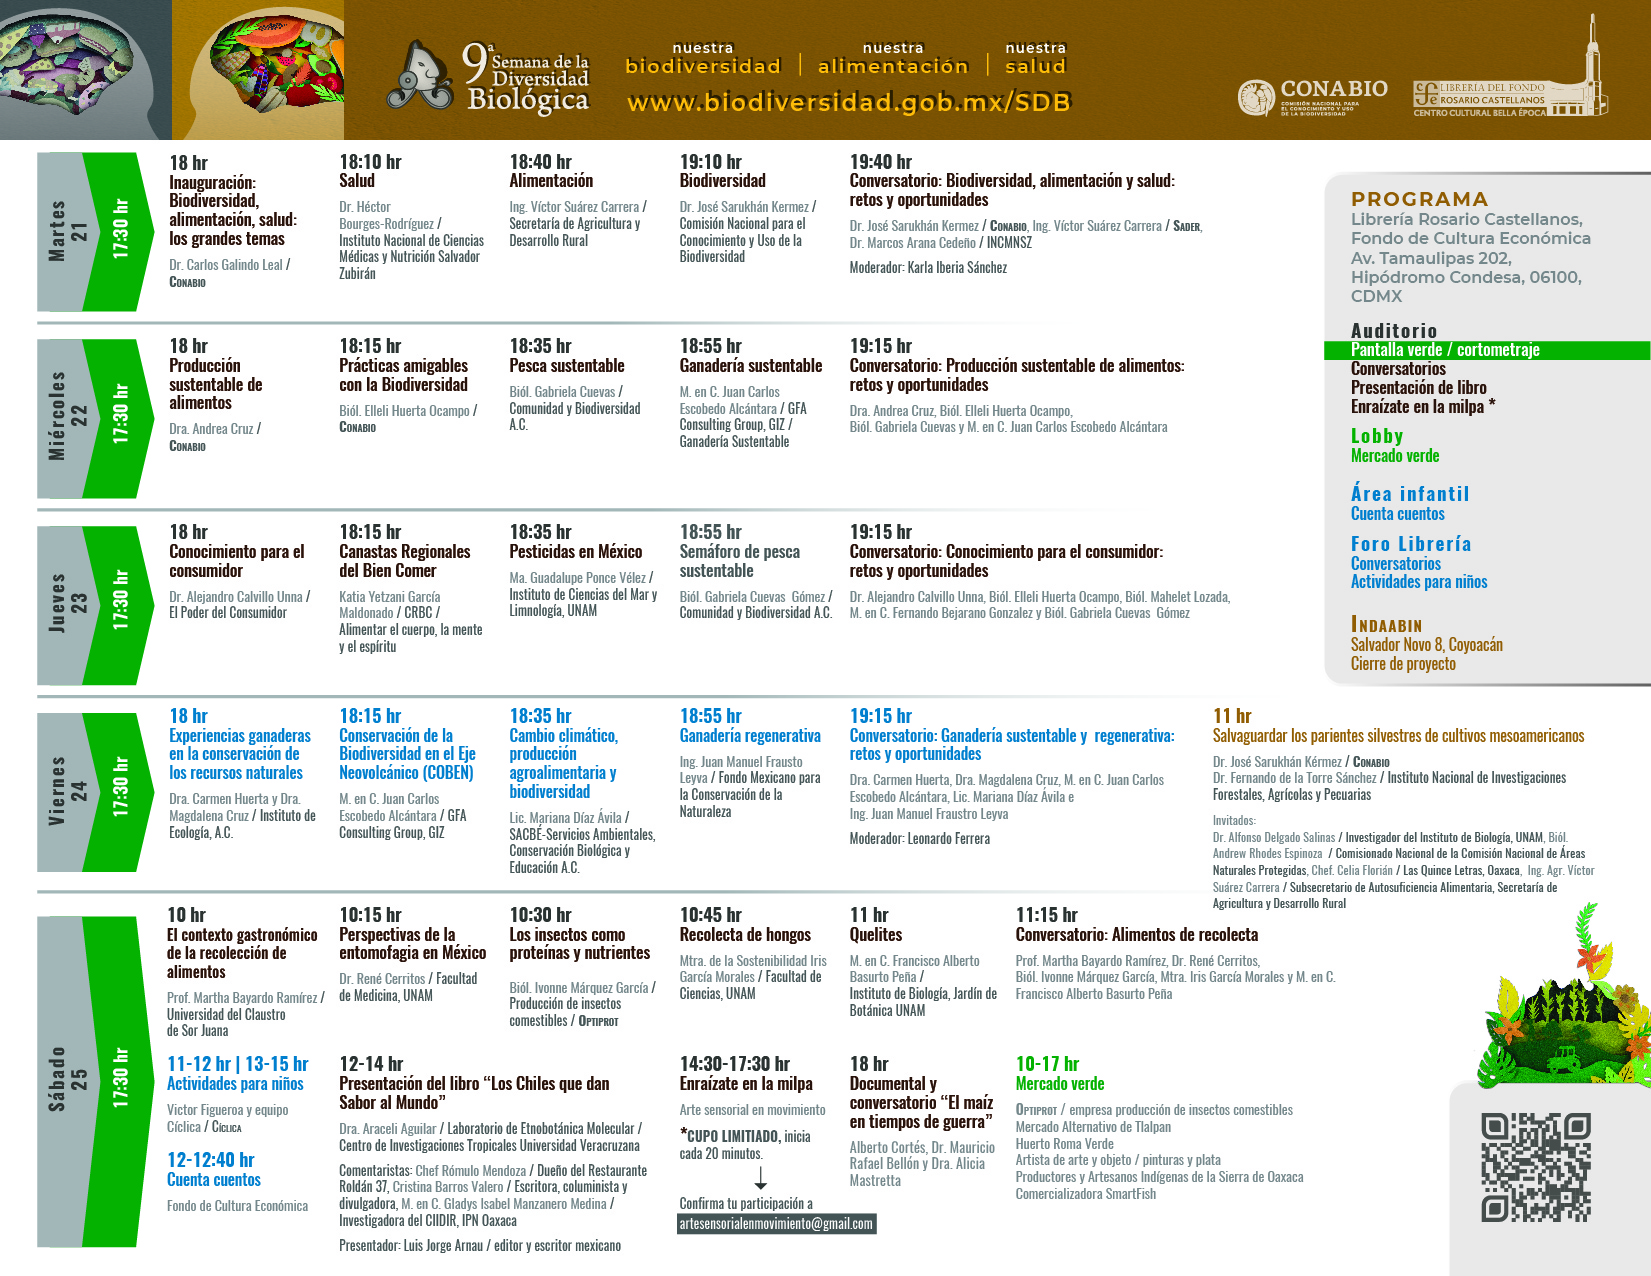 9ª Semana de la
Diversidad
Biológica
nuestra
biodiversidad
nuestra
alimentación
nuestra
salud
www.biodiversidad.gob.mx/SDB
CONABIO
COMISIÓN NACIONAL PARA
EL CONOCIMIENTO Y USO
DE LA BIODIVERSIDAD
LIBRERIA DEL FONDO
ROSARIO CASTELLANOS
CENTRO CULTURAL BELLA ÉPOCA
Martes
21
17:30 hr
18 hr
Inauguración:
Biodiversidad,
alimentación, salud:
los grandes temas
Dr. Carlos Galindo Leal /
CONABIO
18:10 hr
Salud
Dr. Héctor
Bourges-Rodríguez /
Instituto Nacional de Ciencias
Médicas y Nutrición Salvador
Zubirán
18:40 hr
Alimentación
Ing. Víctor Suárez Carrera /
Secretaría de Agricultura y
Desarrollo Rural
19:10 hr
Biodiversidad
Dr. José Sarukhán Kermez /
Comisión Nacional para el
Conocimiento y Uso de la
Biodiversidad
19:40 hr
Conversatorio: Biodiversidad, alimentación y salud:
retos y oportunidades
Dr. José Sarukhán Kermez / CONABIO, Ing. Víctor Suárez Carrera / SADER,
Dr. Marcos Arana Cedeño / INCMNSZ
Moderador: Karla Iberia Sánchez
Miércoles
22
17:30 hr
18 hr
Producción
sustentable de
alimentos
Dra. Andrea Cruz /
CONABIO
18:15 hr
Prácticas amigables
con la Biodiversidad
Biól. Elleli Huerta Ocampo /
CONABIO
18:35 hr
Pesca sustentable
Biól. Gabriela Cuevas /
Comunidad y Biodiversidad
A.C.
18:55 hr
Ganadería sustentable
M. en C. Juan Carlos
Escobedo Alcántara / GFA
Consulting Group, GIZ /
Ganadería Sustentable
19:15 hr
Conversatorio: Producción sustentable de alimentos:
retos y oportunidades
Dra. Andrea Cruz, Biól. Elleli Huerta Ocampo,
Biól. Gabriela Cuevas y M. en C. Juan Carlos Escobedo Alcántara
Jueves
23
17:30 hr
18 hr
Conocimiento para el
consumidor
Dr. Alejandro Calvillo Unna /
El Poder del Consumidor
18:15 hr
Canastas Regionales
del Bien Comer
Katia Yetzani García
Maldonado / CRBC /
Alimentar el cuerpo, la mente
y el espíritu
18:35 hr
Pesticidas en México
Ma. Guadalupe Ponce Vélez /
Instituto de Ciencias del Mar y
Limnología, UNAM
18:55 hr
Semáforo de pesca
sustentable
Biól. Gabriela Cuevas Gómez /
Comunidad y Biodiversidad A.C.
19:15 hr
Conversatorio: Conocimiento para el consumidor:
retos y oportunidades
Dr. Alejandro Calvillo Unna, Biól. Elleli Huerta Ocampo, Biól. Mahelet Lozada,
M. en C. Fernando Bejarano Gonzalez y Biól. Gabriela Cuevas Gómez
Viernes
24
17:30 hr
18 hr
Experiencias ganaderas
en la conservación de
los recursos naturales
Dra. Carmen Huerta y Dra.
Magdalena Cruz / Instituto de
Ecología, A.C.
18:15 hr
Conservación de la
Biodiversidad en el Eje
Neovolcánico (COBEN)
M. en C. Juan Carlos
Escobedo Alcántara / GFA
Consulting Group, GIZ
18:35 hr
Cambio climático,
producción
agroalimentaria y
biodiversidad
Lic. Mariana Díaz Ávila /
SACBÉ-Servicios Ambientales,
Conservación Biológica y
Educación A.C.
18:55 hr
Ganadería regenerativa
Ing. Juan Manuel Frausto
Leyva / Fondo Mexicano para
la Conservación de la
Naturaleza
19:15 hr
Conversatorio: Ganadería sustentable y regenerativa:
retos y oportunidades
Dra. Carmen Huerta, Dra. Magdalena Cruz, M. en C. Juan Carlos
Escobedo Alcántara, Lic. Mariana Díaz Ávila e
Ing. Juan Manuel Fraustro Leyva
Moderador: Leonardo Ferrera
11 hr
Salvaguardar los parientes silvestres de cultivos mesoamericanos
Dr. José Sarukhán Kérmez / CONABIO
Dr. Fernando de la Torre Sánchez / Instituto Nacional de Investigaciones
Forestales, Agrícolas y Pecuarias
Invitados:
Dr. Alfonso Delgado Salinas / Investigador del Instituto de Biología, UNAM, Biól.
Andrew Rhodes Espinoza / Comisionado Nacional de la Comisión Nacional de Áreas
Naturales Protegidas, Chef. Celia Florián / Las Quince Letras, Oaxaca, Ing. Agr. Víctor
Suárez Carrera / Subsecretario de Autosuficiencia Alimentaria, Secretaría de
Agricultura y Desarrollo Rural
Sábado
25
17:30 hr
10 hr
El contexto gastronómico
de la recolección de
alimentos
Prof. Martha Bayardo Ramírez /
Universidad del Claustro
de Sor Juana
10:15 hr
Perspectivas de la
entomofagia en México
Dr. René Cerritos / Facultad
de Medicina, UNAM
10:30 hr
Los insectos como
proteínas y nutrientes
Biól. Ivonne Márquez García /
Producción de insectos
comestibles / OPTIPROT
10:45 hr
Recolecta de hongos
Mtra. de la Sostenibilidad Iris
García Morales / Facultad de
Ciencias, UNAM
11 hr
Quelites
M. en C. Francisco Alberto
Basurto Peña /
Instituto de Biología, Jardín de
Botánica UNAM
11:15 hr
Conversatorio: Alimentos de recolecta
Prof. Martha Bayardo Ramírez, Dr. René Cerritos,
Biól. Ivonne Márquez García, Mtra. Iris García Morales y M. en C.
Francisco Alberto Basurto Peña
11-12 hr | 13-15 hr
Actividades para niños
Victor Figueroa y equipo
Cíclica / CÍCLICA
12-12:40 hr
Cuenta cuentos
Fondo de Cultura Económica
12-14 hr
Presentación del libro “Los Chiles que dan
Sabor al Mundo”
Dra. Araceli Aguilar / Laboratorio de Etnobotánica Molecular /
Centro de Investigaciones Tropicales Universidad Veracruzana
Comentaristas: Chef Rómulo Mendoza / Dueño del Restaurante
Roldán 37, Cristina Barros Valero / Escritora, columinista y
divulgadora, M. en C. Gladys Isabel Manzanero Medina /
Investigadora del CIIDIR, IPN Oaxaca
Presentador: Luis Jorge Arnau / editor y escritor mexicano
14:30-17:30 hr
Enraízate en la milpa
Arte sensorial en movimiento
*CUPO LIMITIADO, inicia
cada 20 minutos.
Confirma tu participación a
artesensorialenmovimiento@gmail.com
18 hr
Documental y
conversatorio “El maíz
en tiempos de guerra”
Alberto Cortés, Dr. Mauricio
Rafael Bellón y Dra. Alicia
Mastretta
10-17 hr
Mercado verde
OPTIPROT / empresa producción de insectos comestibles
Mercado Alternativo de Tlalpan
Huerto Roma Verde
Artista de arte y objeto / pinturas y plata
Productores y Artesanos Indígenas de la Sierra de Oaxaca
Comercializadora SmartFish
PROGRAMA
Librería Rosario Castellanos,
Fondo de Cultura Económica
Av. Tamaulipas 202,
Hipódromo Condesa, 06100,
CDMX
Auditorio
Pantalla verde / cortometraje
Conversatorios
Presentación de libro
Enraízate en la milpa *
Lobby
Mercado verde
Área infantil
Cuenta cuentos
Foro Librería
Conversatorios
Actividades para niños
INDAABIN
Salvador Novo 8, Coyoacán
Cierre de proyecto